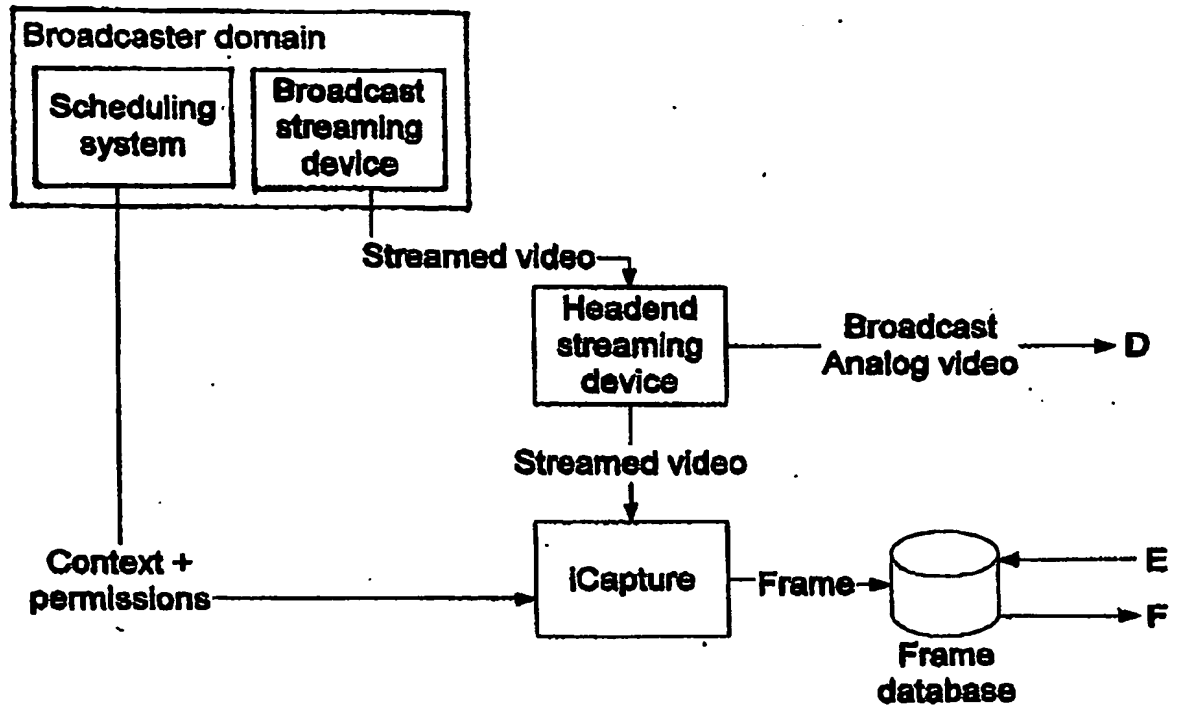 Broadcaster domain
Scheduling
system
Broadcast
streaming
device
Streamed video
Headend
streaming
device
Broadcast
Analog video
D
Streamed video
Context +
permissions
iCapture
Frame
E
F
Frame
database